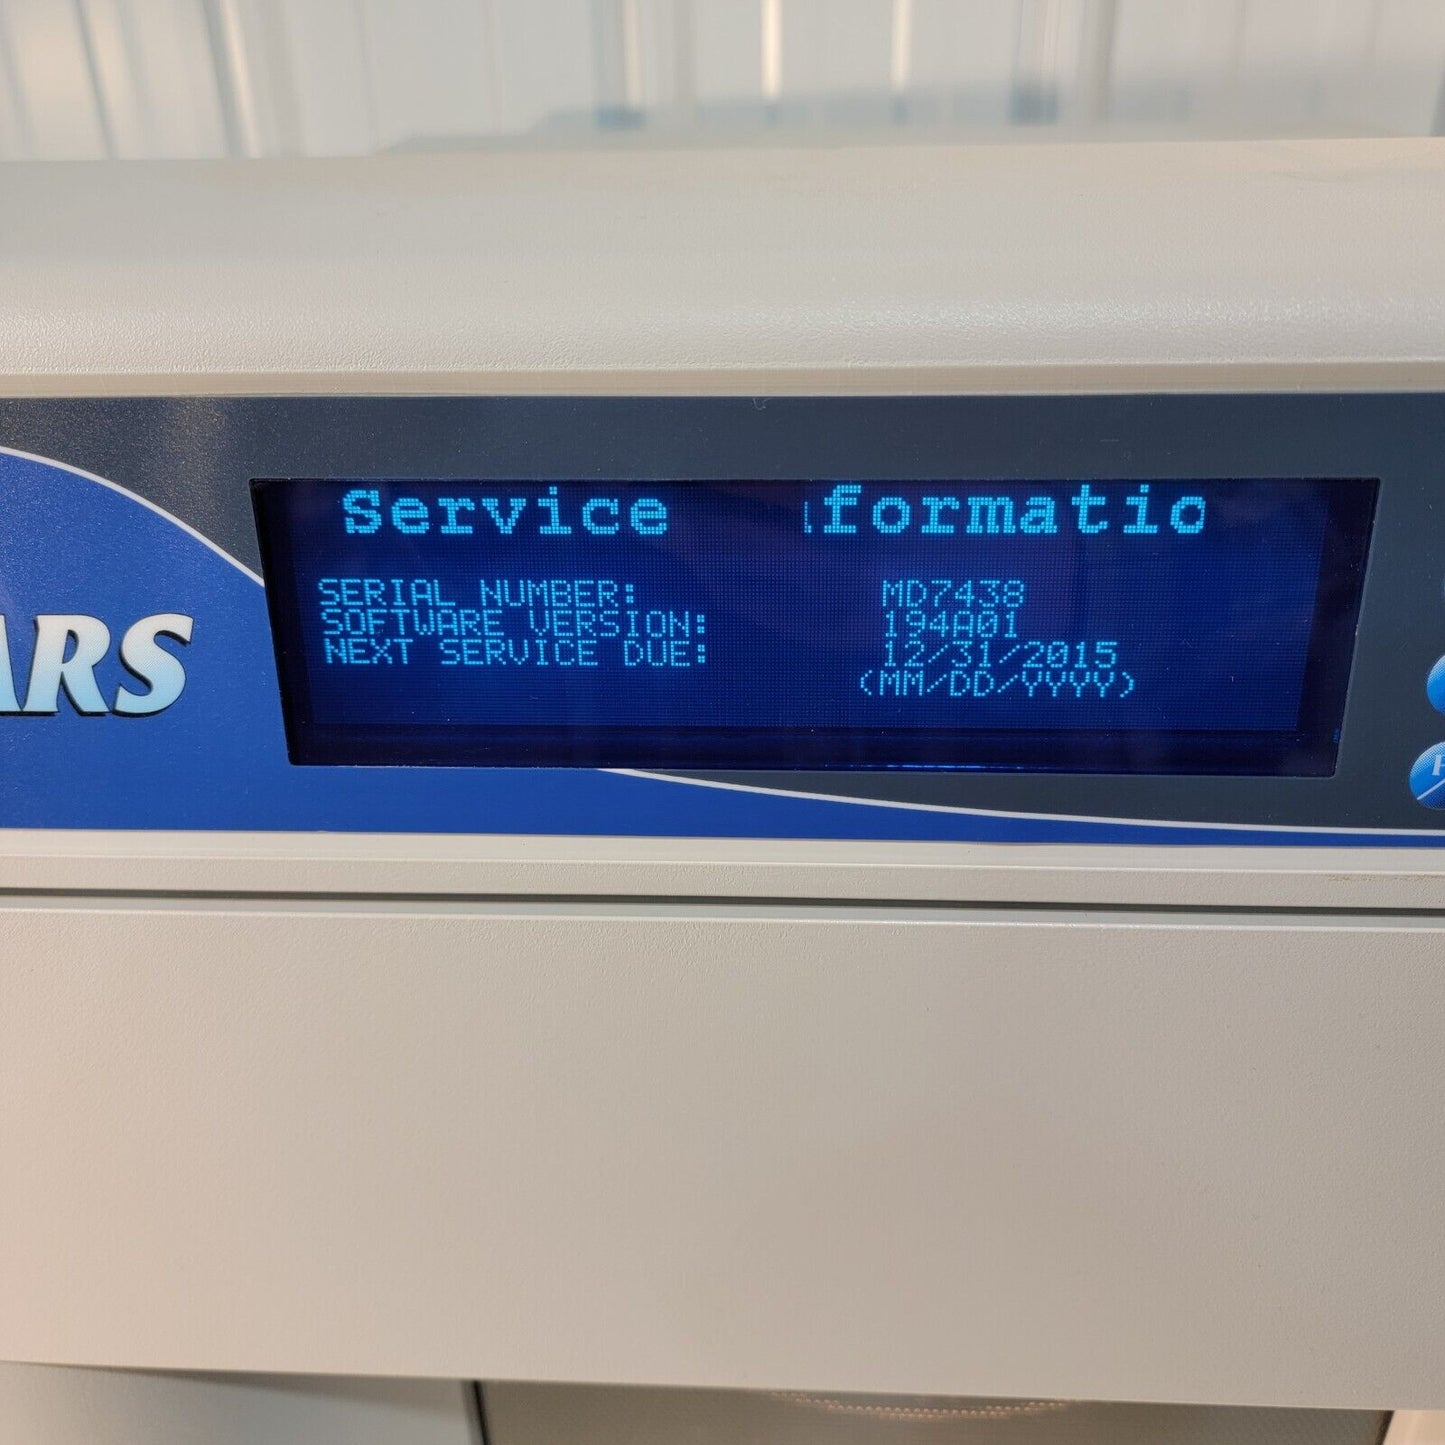 Service formatio
SERIAL NUMBER: MD7438
SOFTWARE VERSION: 194A01
NEXT SERVICE DUE: 12/31/2015
(MM/DD/YYYY)
ARS